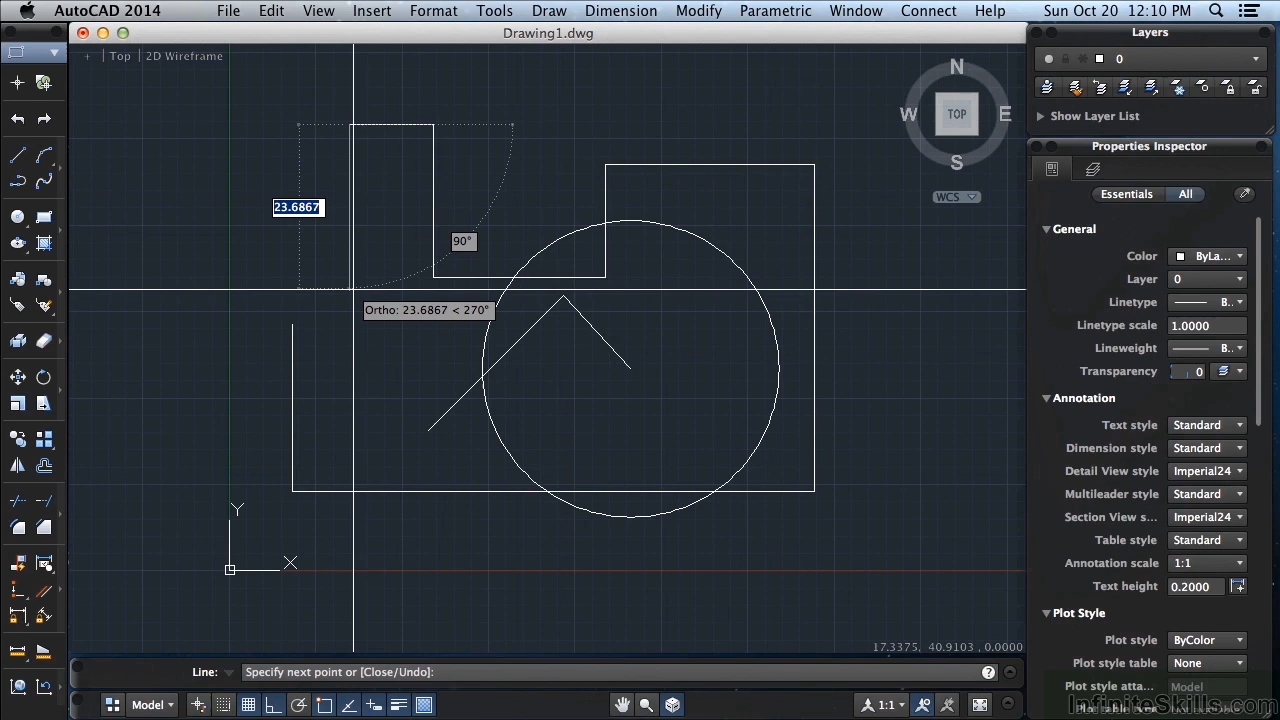 AutoCAD 2014 File Edit View Insert Format Tools Draw Dimension Modify Parametric Window Connect Help Sun Oct 20 12:10 PM
Drawing1.dwg
+ Top 2D Wireframe
N
W TOP E
S
WCS
23.6867
90°
Ortho: 23.6867 < 270°
Y
X
17.3375, 40.9103 , 0.0000
Line: Specify next point or [Close/Undo]:
?
Model
1:1
Layers
0
Show Layer List
Properties Inspector
Essentials All
General
Color ByLa...
Layer 0
Linetype B...
Linetype scale 1.0000
Lineweight B...
Transparency 0
Annotation
Text style Standard
Dimension style Standard
Detail View style Imperial24
Multileader style Standard
Section View s... Imperial24
Table style Standard
Annotation scale 1:1
Text height 0.2000
Plot Style
Plot style ByColor
Plot style table None
Plot style atta... Model
InfiniteSkills.com